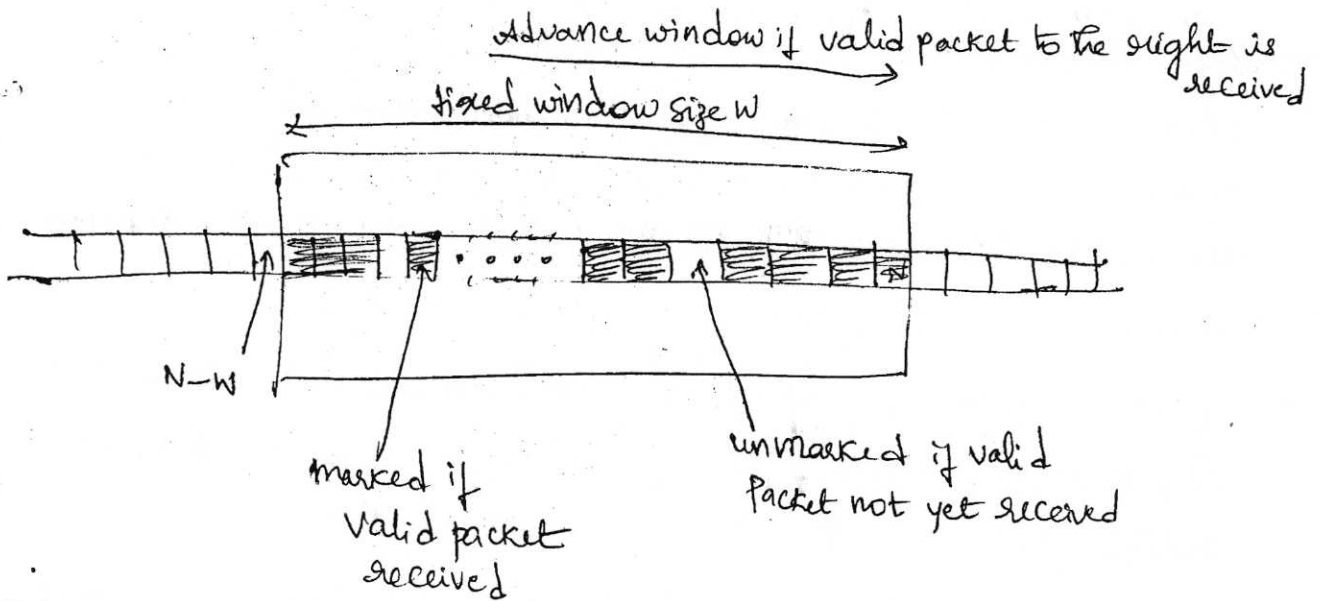 Advance window if valid packet to the right is
received
fixed window size W
N
N-W
marked if
valid packet
received
unmarked if valid
Packet not yet received